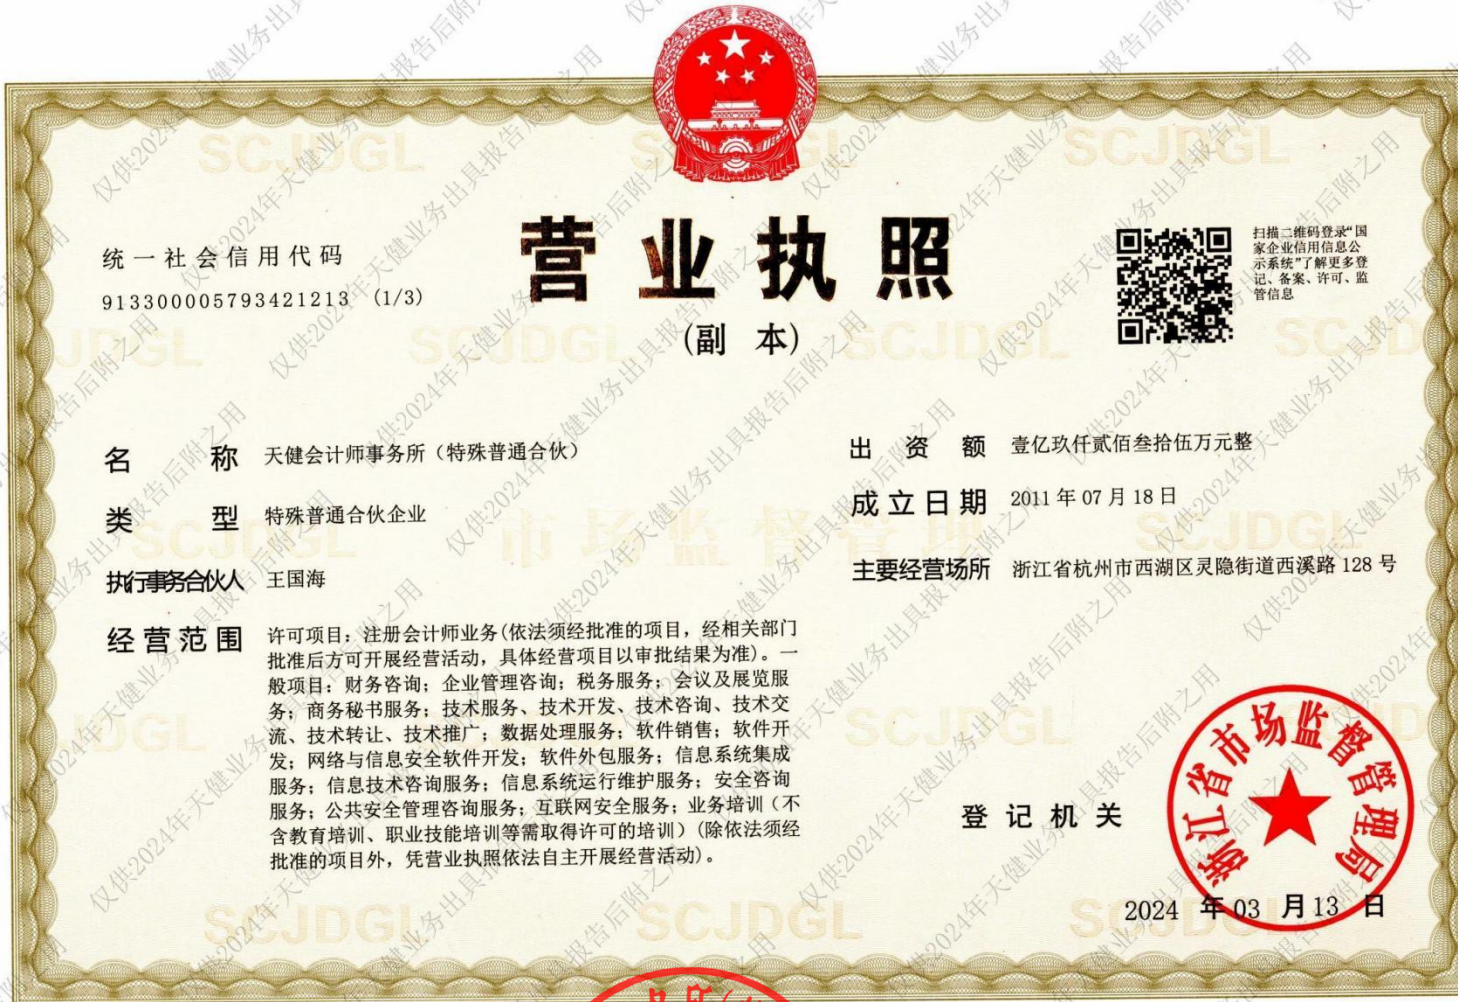 营业执照
(副 本)
统一社会信用代码
913300005793421213 (1/3)
扫描二维码登录“国
家企业信用信息公
示系统”了解更多登
记、备案、许可、监
管信息
名 称 天健会计师事务所（特殊普通合伙）
类 型 特殊普通合伙企业
执行事务合伙人 王国海
经营范围 许可项目：注册会计师业务(依法须经批准的项目，经相关部门
批准后方可开展经营活动，具体经营项目以审批结果为准)。一
般项目：财务咨询；企业管理咨询；税务服务；会议及展览服
务；商务秘书服务；技术服务、技术开发、技术咨询、技术交
流、技术转让、技术推广；数据处理服务；软件销售；软件开
发；网络与信息安全软件开发；软件外包服务；信息系统集成
服务；信息技术咨询服务；信息系统运行维护服务；安全咨询
服务；公共安全管理咨询服务；互联网安全服务；业务培训（不
含教育培训、职业技能培训等需取得许可的培训）(除依法须经
批准的项目外，凭营业执照依法自主开展经营活动)。
出 资 额 壹亿玖仟贰佰叁拾伍万元整
成立日期 2011 年 07 月 18 日
主要经营场所 浙江省杭州市西湖区灵隐街道西溪路 128 号
登记机关
浙江省市场监督管理局
2024 年 03 月 13 日
市场监督管理
SCJDGL
仅供2024年天健业务出具报告后附之用